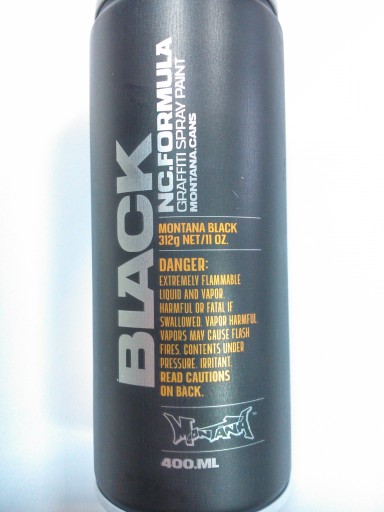 BLACK
NC.FORMULA
GRAFFITI SPRAY PAINT
MONTANA.CANS
MONTANA BLACK
312g NET/11 OZ.
DANGER:
EXTREMELY FLAMMABLE
LIQUID AND VAPOR.
HARMFUL OR FATAL IF
SWALLOWED. VAPOR HARMFUL.
VAPORS MAY CAUSE FLASH
FIRES. CONTENTS UNDER
PRESSURE. IRRITANT.
READ CAUTIONS
ON BACK.
MONTANA
400.ML